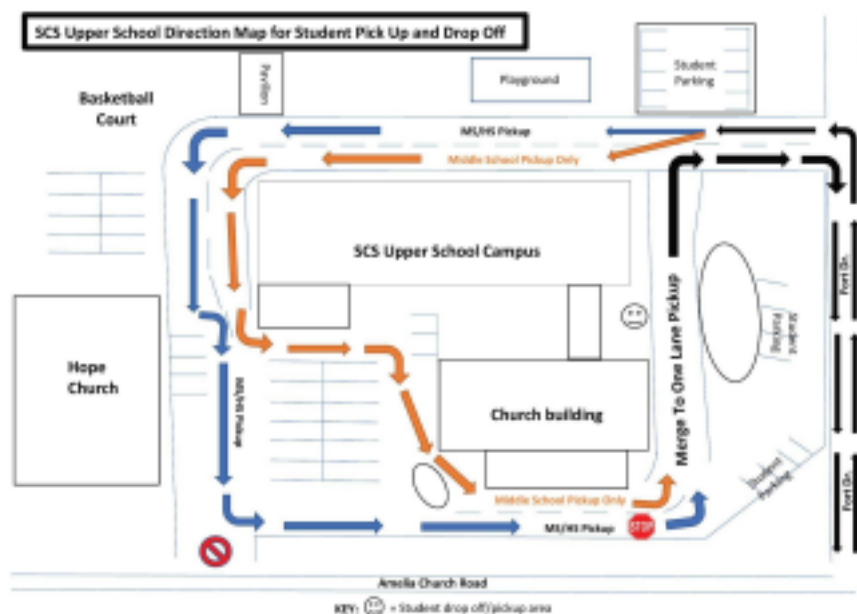 SCS Upper School Direction Map for Student Pick Up and Drop Off
Basketball
Court
Pavilion
Playground
Student
Parking
MS/HS Pickup
Middle School Pickup Only
SCS Upper School Campus
Fort Dr.
Student
Parking
Hope
Church
MS/HS Pickup
Church building
Merge To One Lane Pickup
Student
Parking
Middle School Pickup Only
MS/HS Pickup
STOP
Fort Dr.
Amelia Church Road
KEY: = Student drop off/pickup area